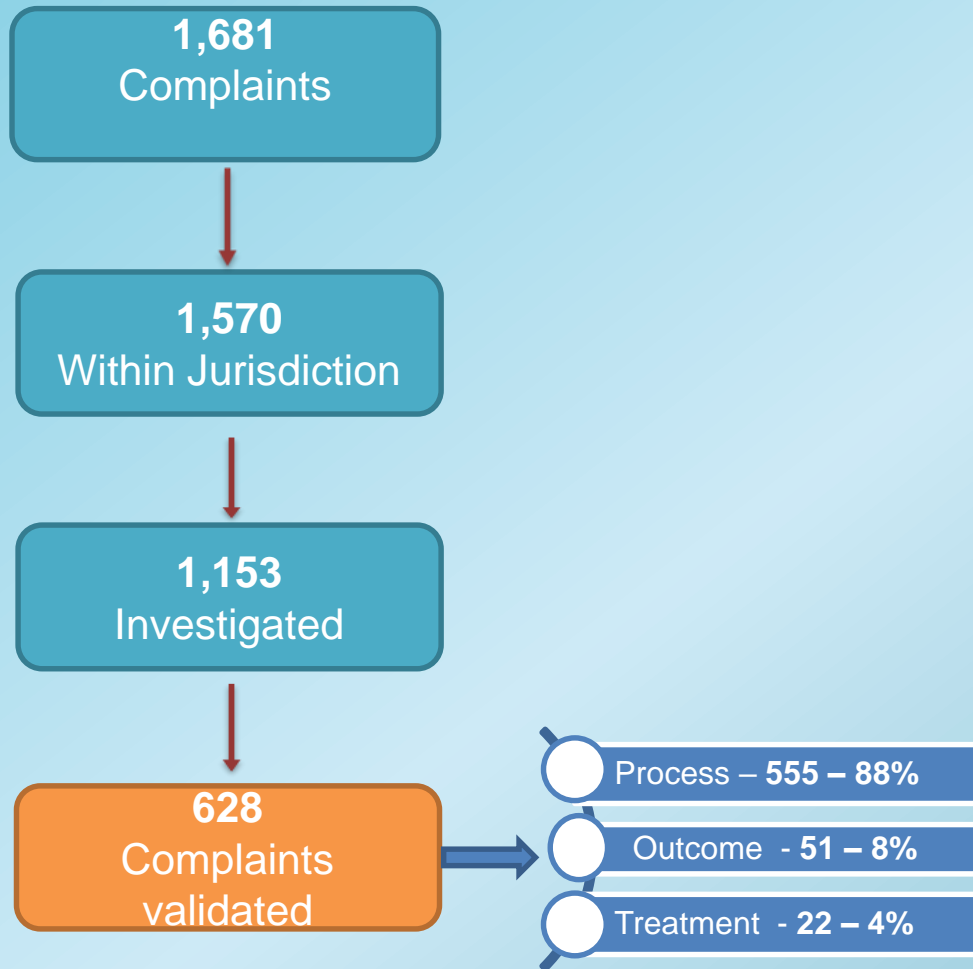 1,681
Complaints
1,570
Within Jurisdiction
1,153
Investigated
628
Complaints
validated
Process – 555 – 88%
Outcome - 51 – 8%
Treatment - 22 – 4%